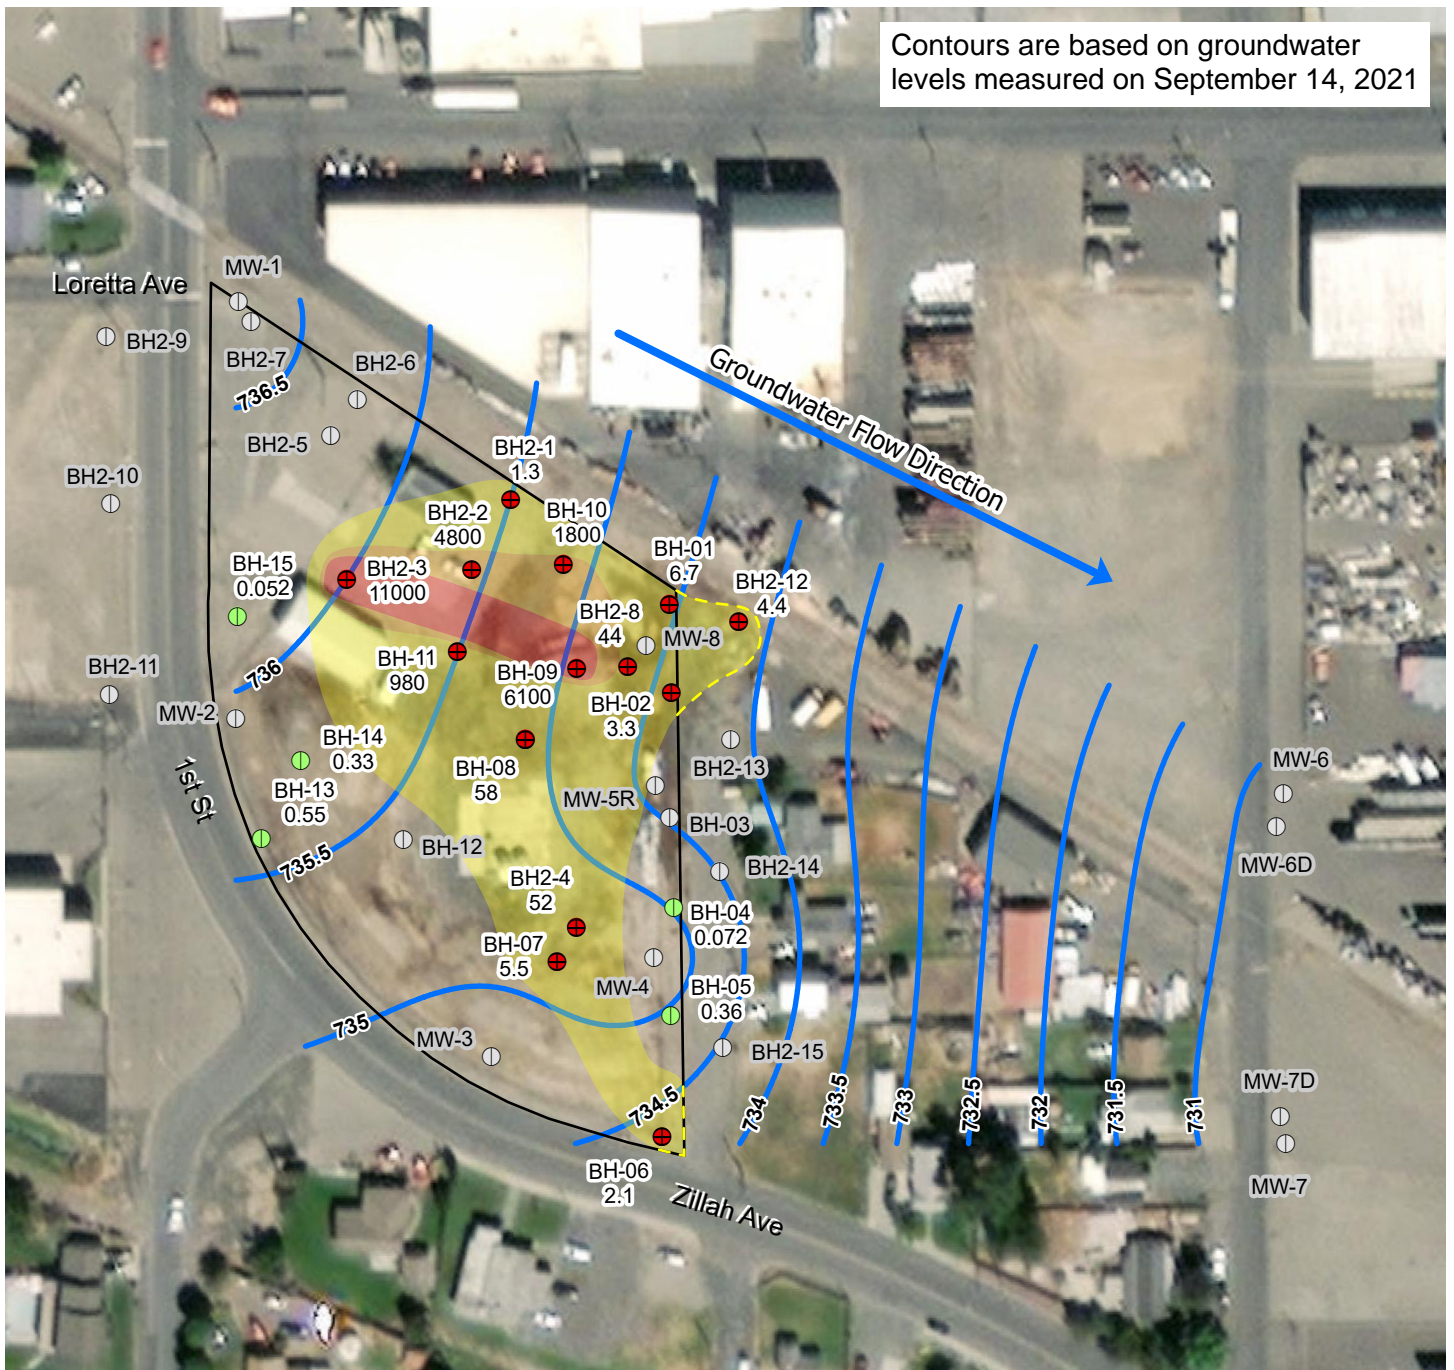 Contours are based on groundwater
levels measured on September 14, 2021
MW-1
Loretta Ave
BH2-9
BH2-7
BH2-6
736.5
Groundwater Flow Direction
BH2-5
BH2-1
1.3
BH2-10
BH2-2
4800
BH-10
1800
BH-01
6.7
BH2-12
4.4
BH-15
0.052
BH2-3
11000
BH2-8
44
MW-8
BH-11
980
BH-09
6100
736
BH2-11
MW-2
BH-02
3.3
BH-14
0.33
BH-08
58
BH2-13
MW-6
1st St
BH-13
0.55
MW-5R
BH-03
BH-12
735.5
BH2-14
MW-6D
BH2-4
52
BH-04
0.072
BH-07
5.5
MW-4
BH-05
0.36
735
MW-3
BH2-15
MW-7D
734.5
734
733.5
733
732.5
732
731.5
731
BH-06
2.1
Zillah Ave
MW-7